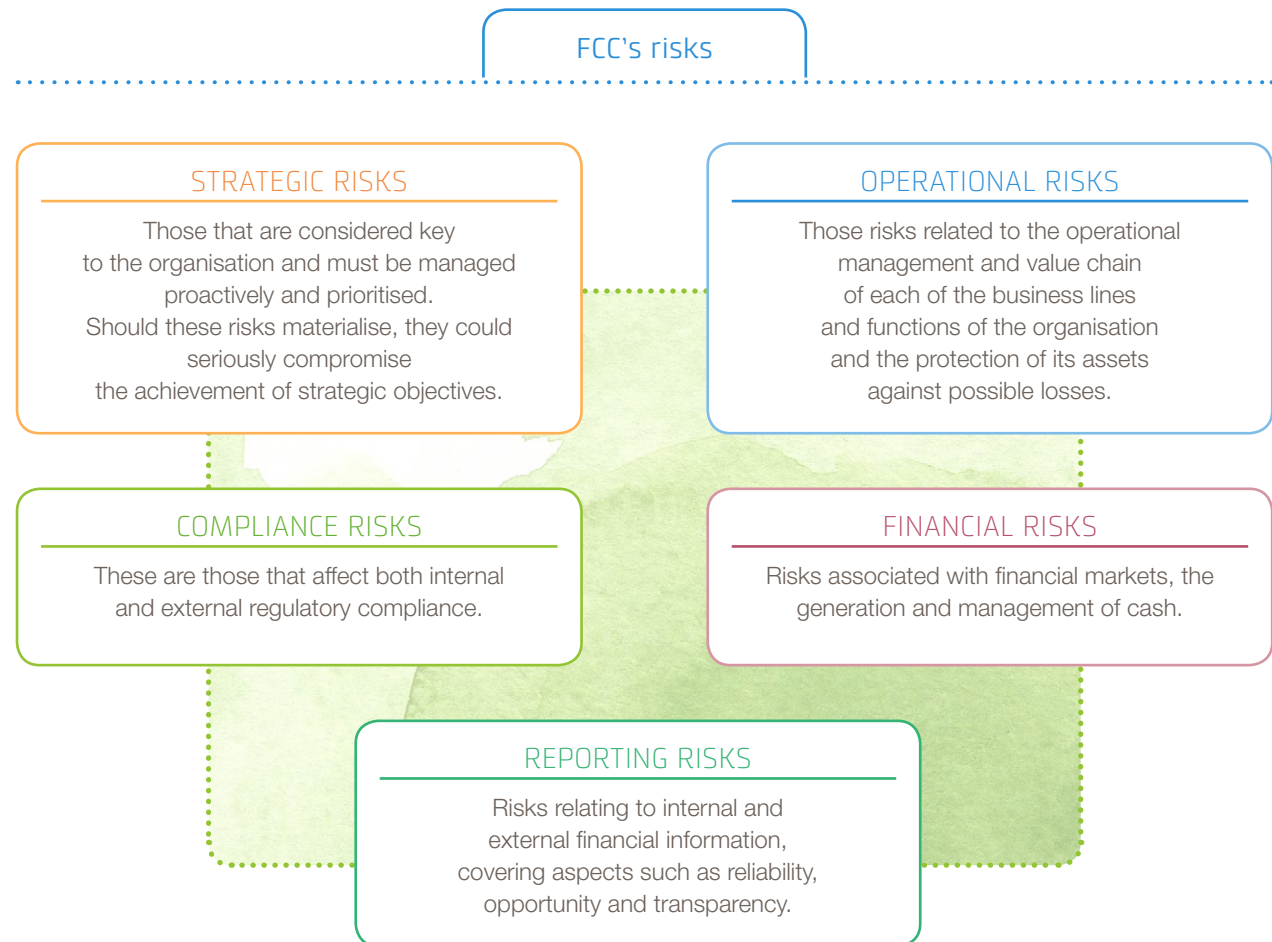 FCC's risks
STRATEGIC RISKS
Those that are considered key
to the organisation and must be managed
proactively and prioritised.
Should these risks materialise, they could
seriously compromise
the achievement of strategic objectives.
OPERATIONAL RISKS
Those risks related to the operational
management and value chain
of each of the business lines
and functions of the organisation
and the protection of its assets
against possible losses.
COMPLIANCE RISKS
These are those that affect both internal
and external regulatory compliance.
FINANCIAL RISKS
Risks associated with financial markets, the
generation and management of cash.
REPORTING RISKS
Risks relating to internal and
external financial information,
covering aspects such as reliability,
opportunity and transparency.